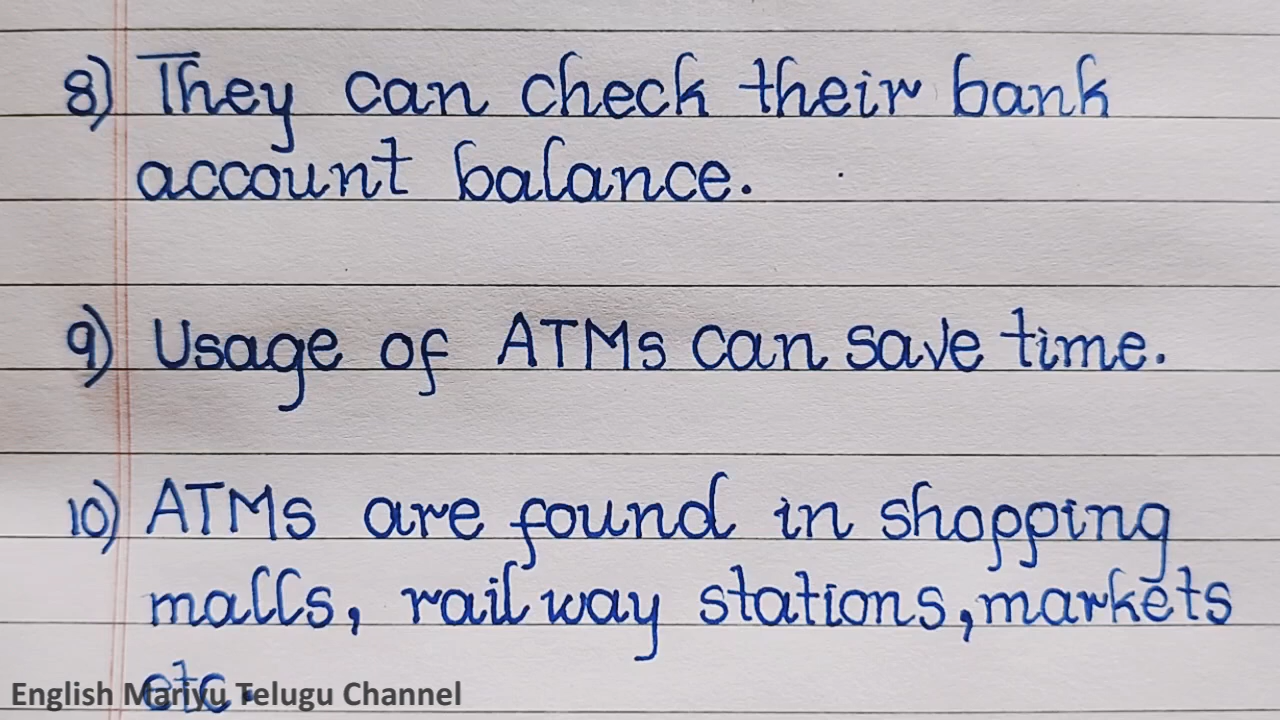 8) They can check their bank
account balance.
9) Usage of ATMs can save time.
10) ATMs are found in shopping
malls, railway stations, markets
etc.
English Mariyu Telugu Channel